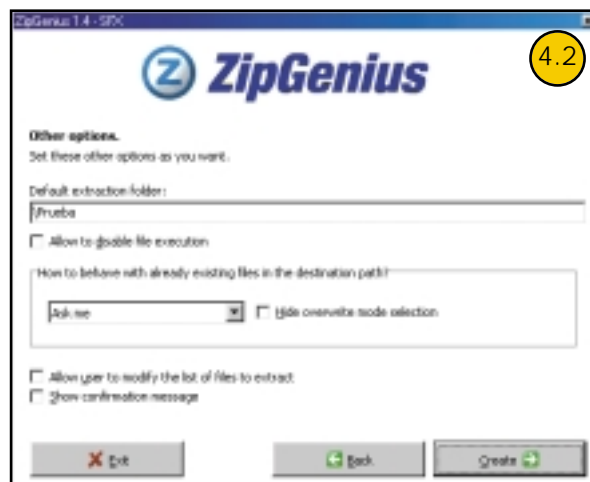 ZipGenius 1.4 - SFX
ZipGenius
4.2
Other options.
Set these other options as you want.
Default extraction folder:
\Prueba
Allow to disable file execution
How to behave with already existing files in the destination path?
Ask me
Hide overwrite mode selection
Allow user to modify the list of files to extract
Show confirmation message
Exit
Back
Create